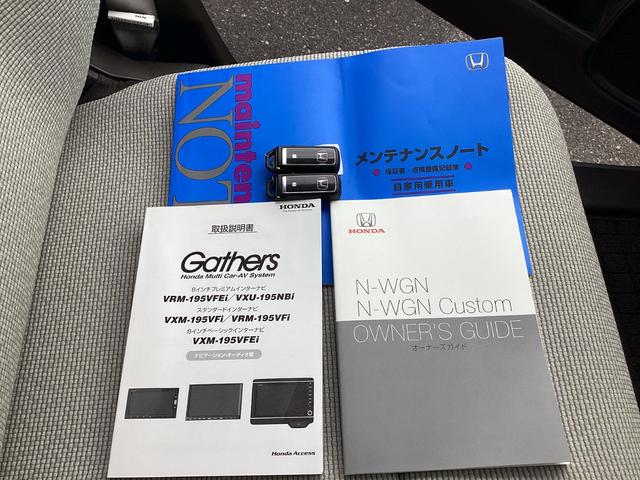 mainten
NOT
メンテナンスノート
保証書・点検整備記録簿
自家用乗用車
HONDA
取扱説明書
Gathers
Honda Multi Car-AV System
8インチプレミアムインターナビ
VRM-195VFEi／VXU-195NBi
スタンダードインターナビ
VXM-195VFi／VRM-195VFi
8インチベーシックインターナビ
VXM-195VFEi
ナビゲーション・オーディオ編
Honda Access
HONDA
N-WGN
N-WGN Custom
OWNER'S GUIDE
オーナーズガイド